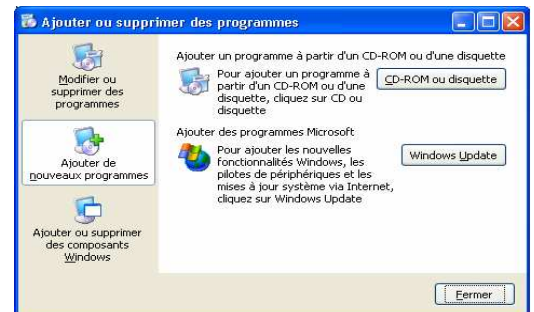 Ajouter ou supprimer des programmes
Modifier ou
supprimer des
programmes
Ajouter de
nouveaux programmes
Ajouter ou supprimer
des composants
Windows
Ajouter un programme à partir d'un CD-ROM ou d'une disquette
Pour ajouter un programme à
partir d'un CD-ROM ou d'une
disquette, cliquez sur CD ou
disquette
CD-ROM ou disquette
Ajouter des programmes Microsoft
Pour ajouter les nouvelles
fonctionnalités Windows, les
pilotes de périphériques et les
mises à jour système via Internet,
cliquez sur Windows Update
Windows Update
Fermer